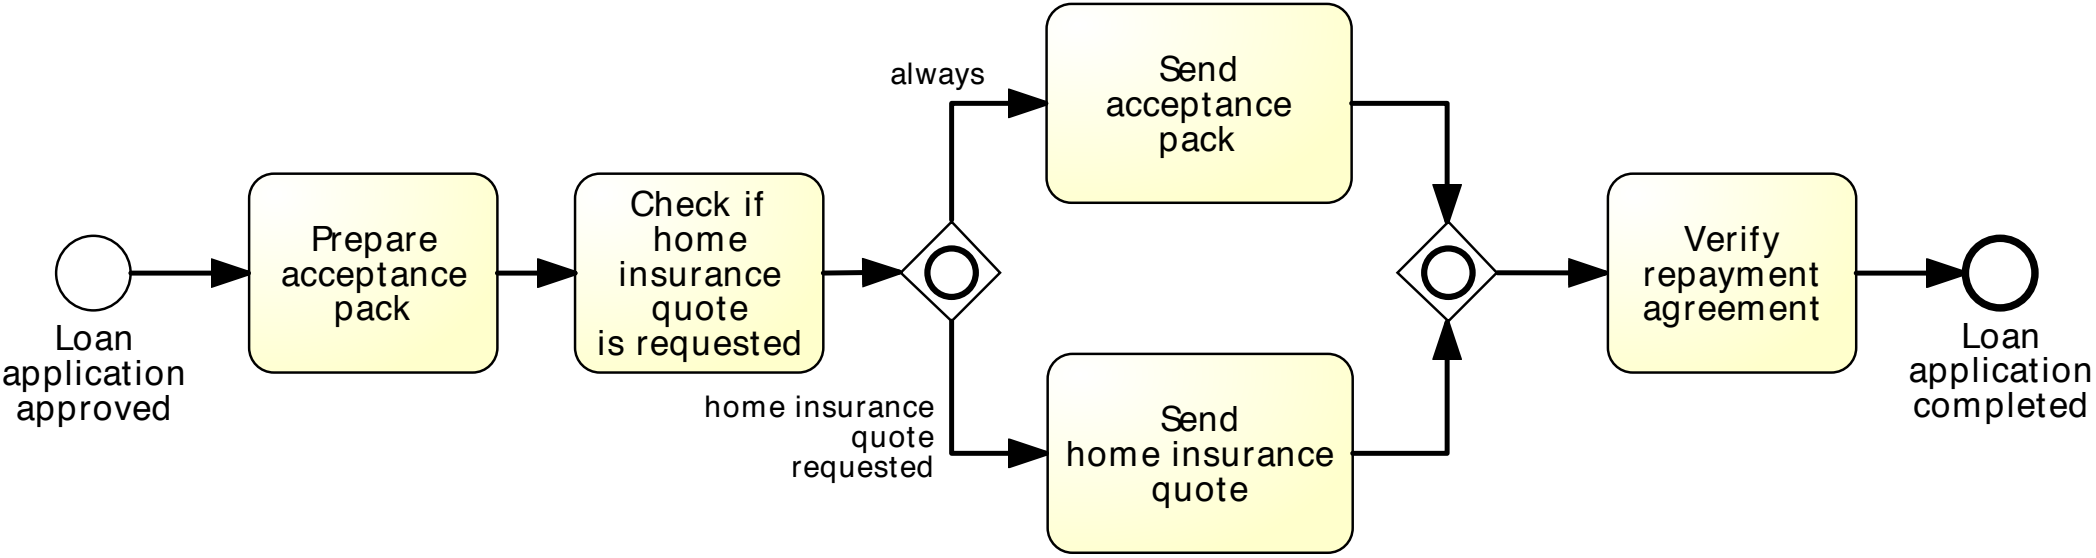 Loan
application
approved
Prepare
acceptance
pack
Check if
home
insurance
quote
is requested
always
home insurance
quote
requested
Send
acceptance
pack
Send
home insurance
quote
Verify
repayment
agreement
Loan
application
completed